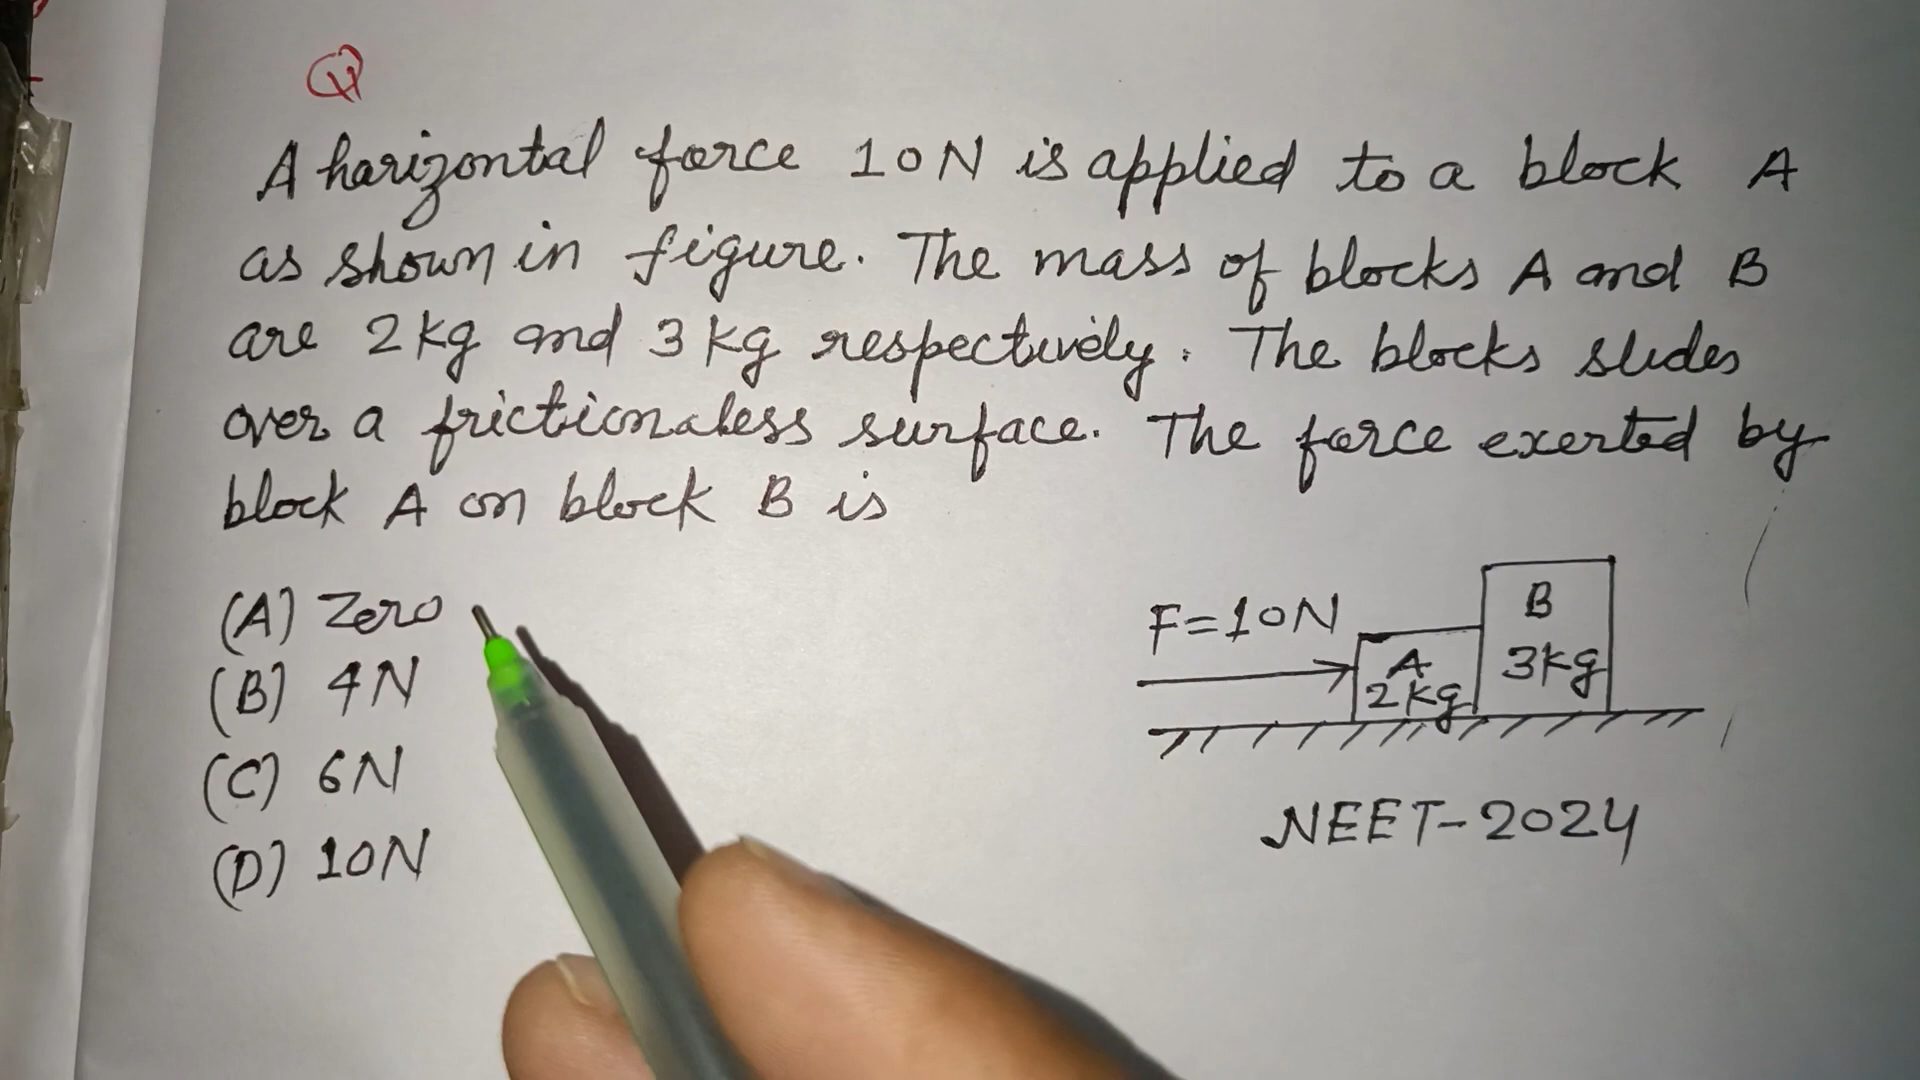 Q
A harizontal force 10N is applied to a block A
as shown in figure. The mass of blocks A and B
are 2kg and 3kg respectively. The blocks slides
over a frictionaless surface. The force exerted by
block A on block B is
(A) Zero
(B) 4N
(C) 6N
(D) 10N
F=10N
A
2kg
B
3kg
NEET-2024